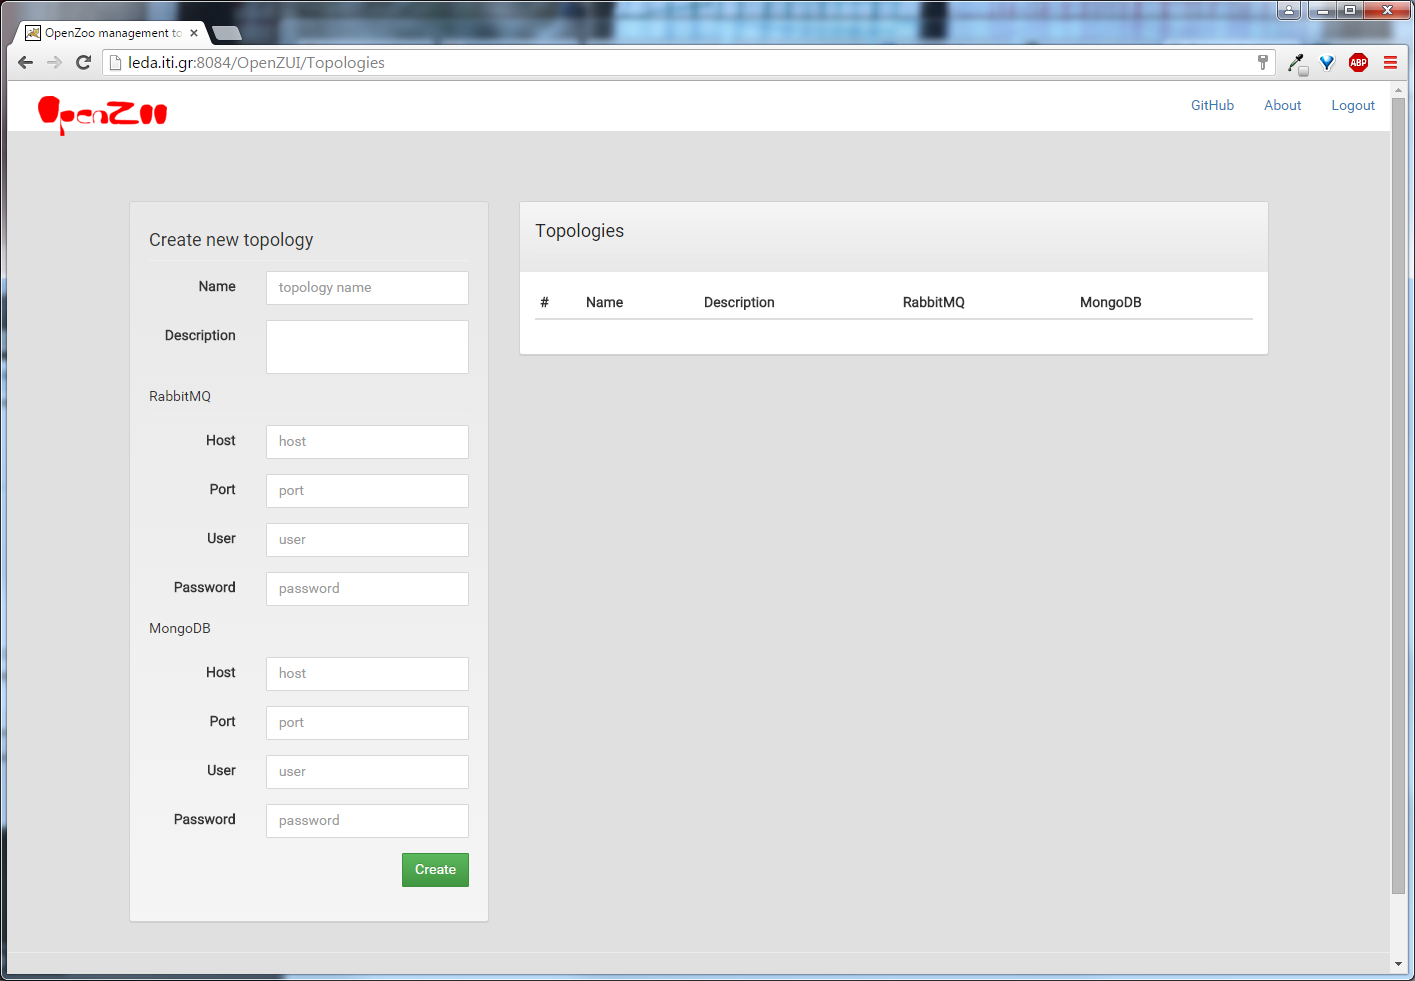 OpenZoo management to
leda.iti.gr:8084/OpenZUI/Topologies
ABP
OpenZoo
GitHub About Logout
Create new topology
Name topology name
Description
RabbitMQ
Host host
Port port
User user
Password password
MongoDB
Host host
Port port
User user
Password password
Create
Topologies
# Name Description RabbitMQ MongoDB